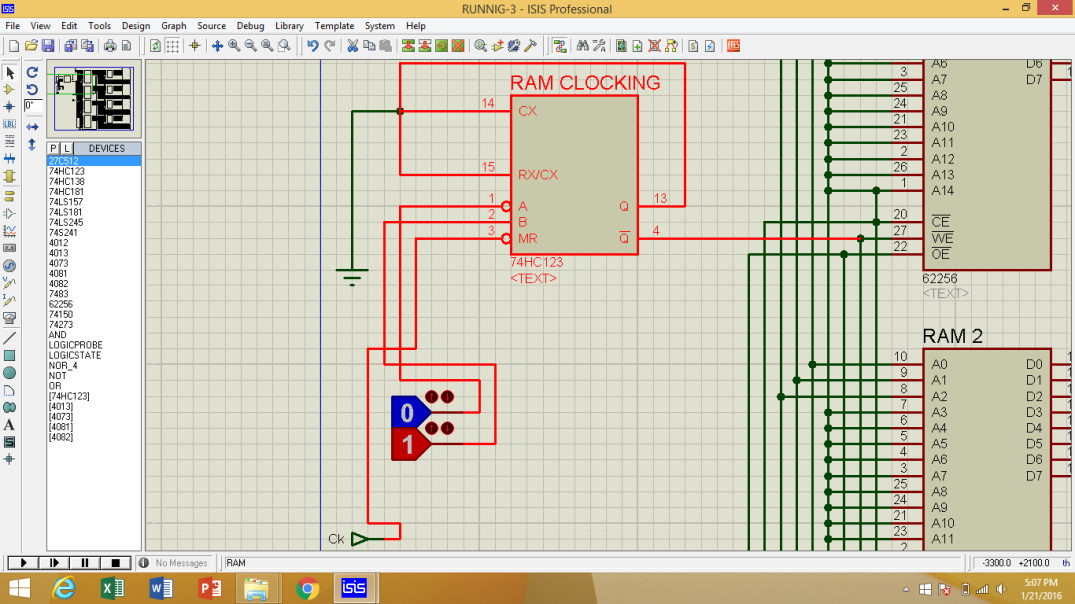 RUNNIG-3 - ISIS Professional
File View Edit Tools Design Graph Source Debug Library Template System Help
RAM CLOCKING
14 CX
15 RX/CX
1 A
2 B
3 MR
Q 13
Q 4
74HC123
<TEXT>
0
1
Ck
A6 D6
3 A7 D7
25 A8
24 A9
21 A10
23 A11
2 A12
26 A13
1 A14
20 CE
27 WE
22 OE
62256
<TEXT>
RAM 2
10 A0 D0
9 A1 D1
8 A2 D2
7 A3 D3
6 A4 D4
5 A5 D5
4 A6 D6
3 A7 D7
25 A8
24 A9
21 A10
23 A11
2
0°
LBL
P L DEVICES
27C512
74HC123
74HC138
74HC181
74LS157
74LS181
74LS245
74S241
4012
4013
4073
4081
4082
7483
62256
74150
74273
AND
LOGICPROBE
LOGICSTATE
NOR_4
NOT
OR
[74HC123]
[4013]
[4073]
[4081]
[4082]
No Messages RAM -3300.0 +2100.0 th
isis
5:07 PM
1/21/2016